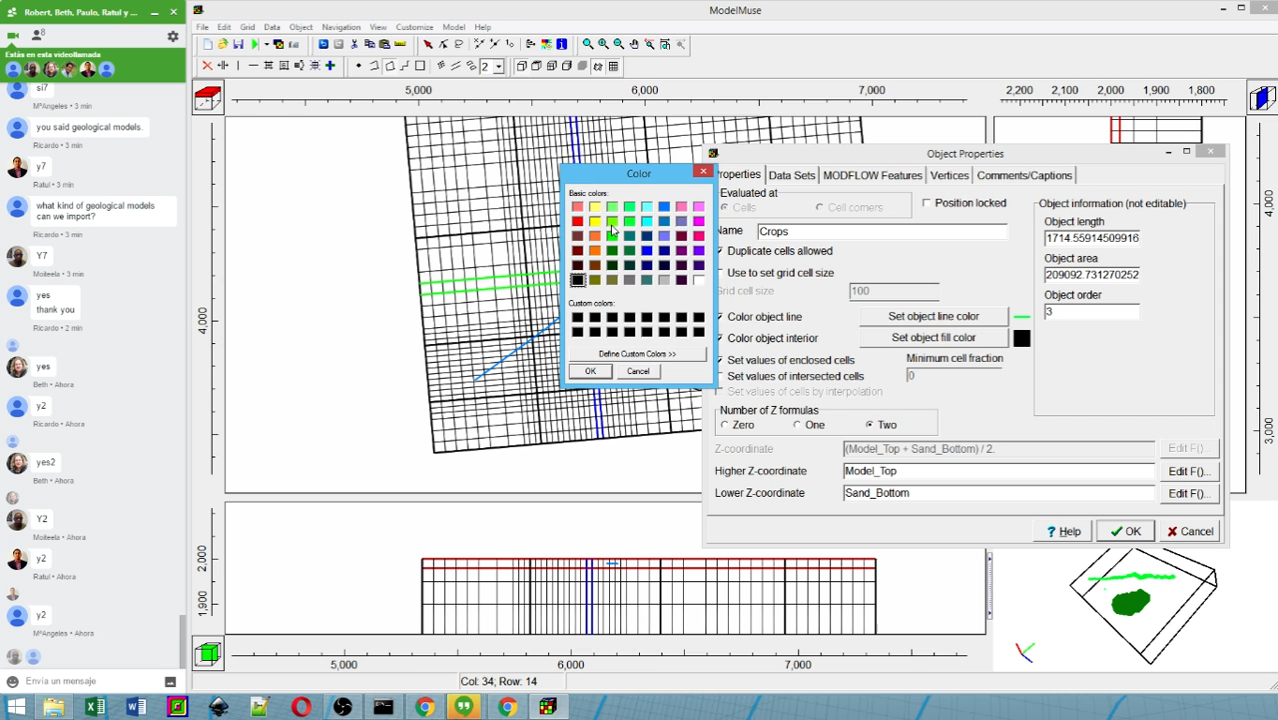 Robert, Beth, Paulo, Ratul y ...
8
Estás en esta videollamada
si7
MªAngeles • 3 min
you said geological models.
Ricardo • 3 min
y7
Ratul • 3 min
what kind of geological models
can we import?
Ricardo • 3 min
Y7
Moiteela • 3 min
yes
thank you
Ricardo • 2 min
yes
Beth • Ahora
y2
Ricardo • Ahora
yes2
Beth • Ahora
Y2
Moiteela • Ahora
y2
Ratul • Ahora
y2
MªAngeles • Ahora
Envía un mensaje
ModelMuse
File Edit Grid Data Object View Customize Model Help
2
5,000 6,000 7,000
2,200 2,100 2,000 1,900 1,800
4,000
4,000
3,000
Color
Basic colors:
Custom colors:
Define Custom Colors >>
OK Cancel
Object Properties
Properties Data Sets MODFLOW Features Vertices Comments/Captions
Evaluated at
Cells Cell corners
Position locked
Name Crops
Duplicate cells allowed
Use to set grid cell size
Grid cell size 100
Color object line Set object line color
Color object interior Set object fill color
Set values of enclosed cells Minimum cell fraction
Set values of intersected cells 0
Set values of cells by interpolation
Number of Z formulas
Zero One Two
Z-coordinate (Model_Top + Sand_Bottom) / 2. Edit F()...
Higher Z-coordinate Model_Top Edit F()...
Lower Z-coordinate Sand_Bottom Edit F()...
Object information (not editable)
Object length
1714.55914509916
Object area
209092.731270252
Object order
3
Help OK Cancel
2,000
1,900
5,000 6,000 7,000
Col: 34; Row: 14